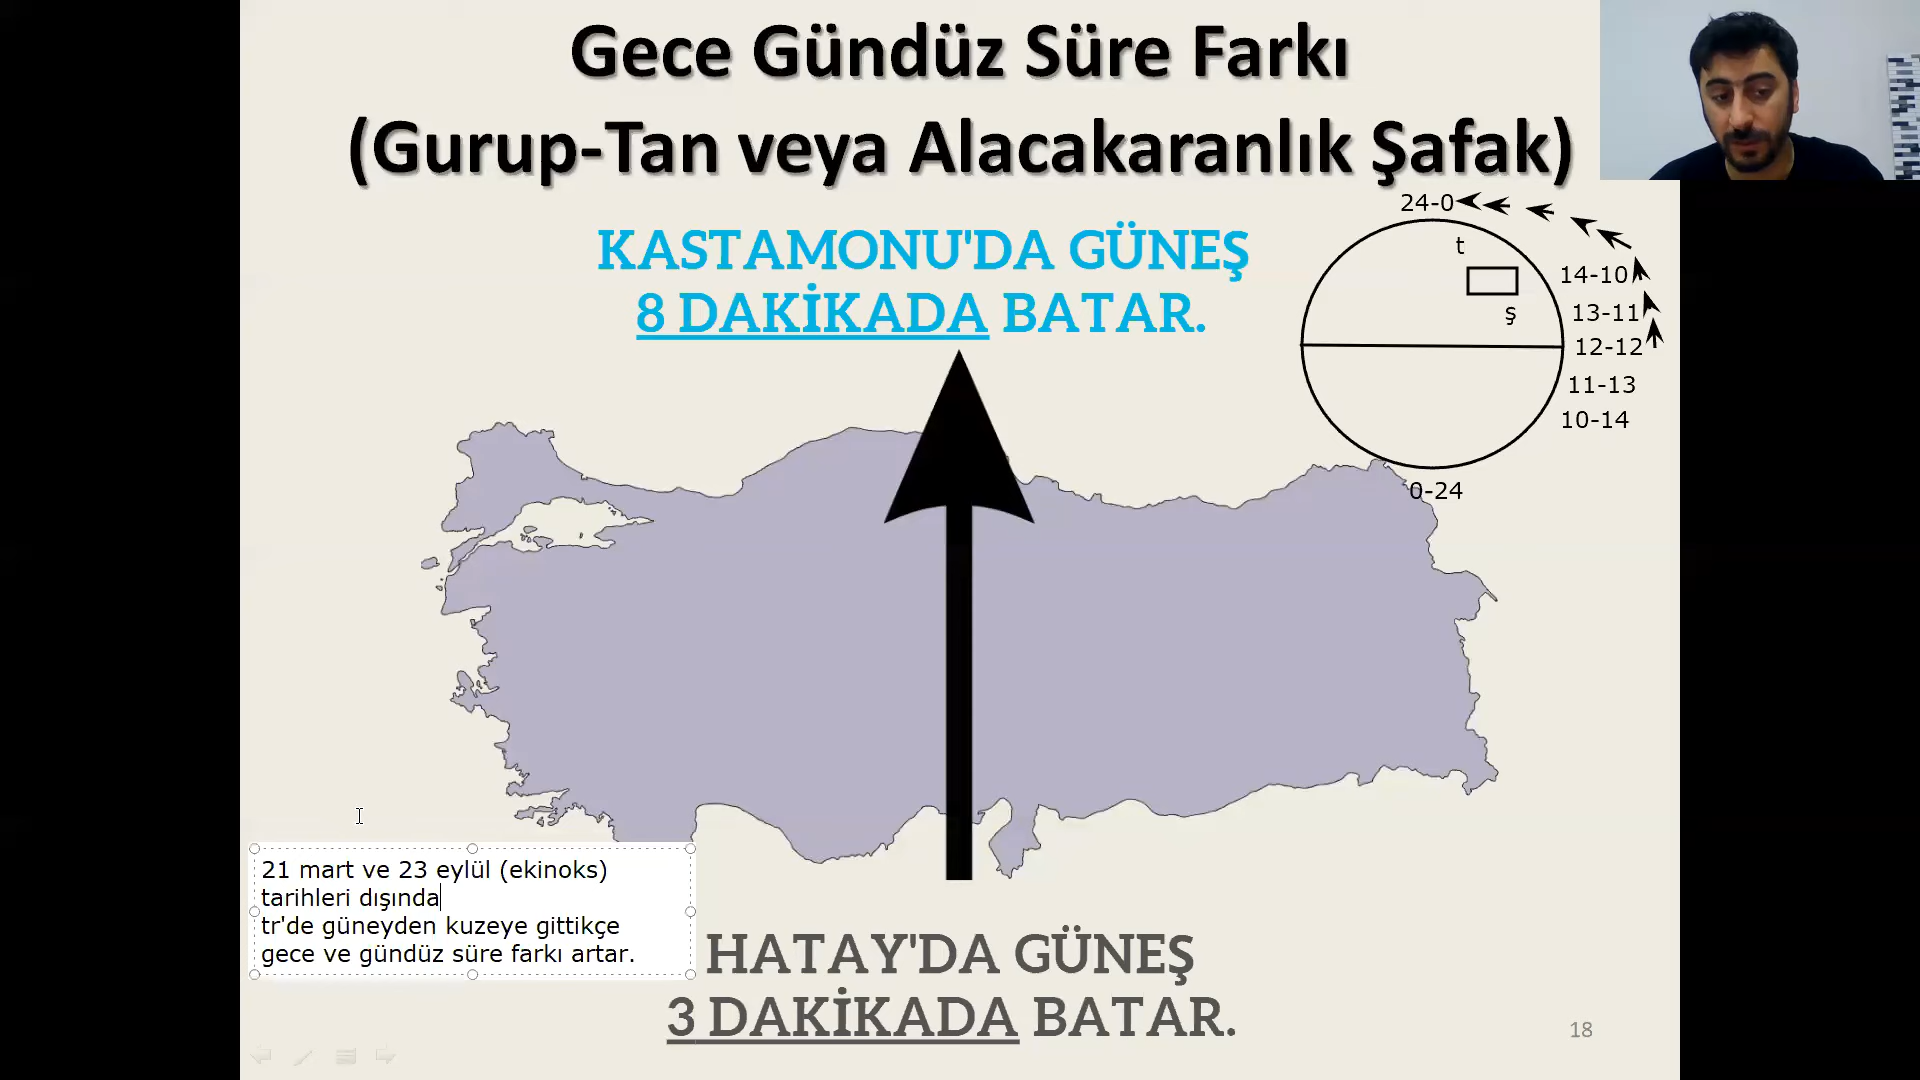 Gece Gündüz Süre Farkı
(Gurup-Tan veya Alacakaranlık Şafak)
KASTAMONU'DA GÜNEŞ
8 DAKİKADA BATAR.
24-0
t
14-10
ş
13-11
12-12
11-13
10-14
0-24
21 mart ve 23 eylül (ekinoks)
tarihleri dışında
tr'de güneyden kuzeye gittikçe
gece ve gündüz süre farkı artar.
HATAY'DA GÜNEŞ
3 DAKİKADA BATAR.
18